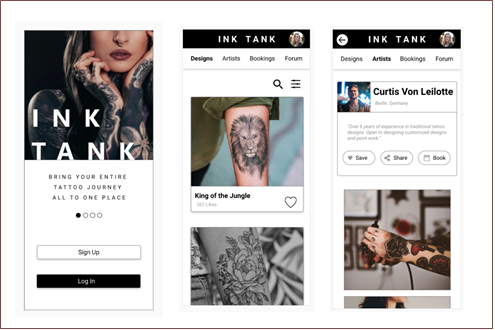 INK
TANK
BRING YOUR ENTIRE
TATTOO JOURNEY
ALL TO ONE PLACE
Sign Up
Log In
INK TANK
Designs Artists Bookings Forum
King of the Jungle
982 Likes
INK TANK
Designs Artists Bookings Forum
Curtis Von Leilotte
Berlin. Germany
"Over 6 years of experience in traditional tattoo
designs. Open to designing customized designs
and point work."
Save Share Book